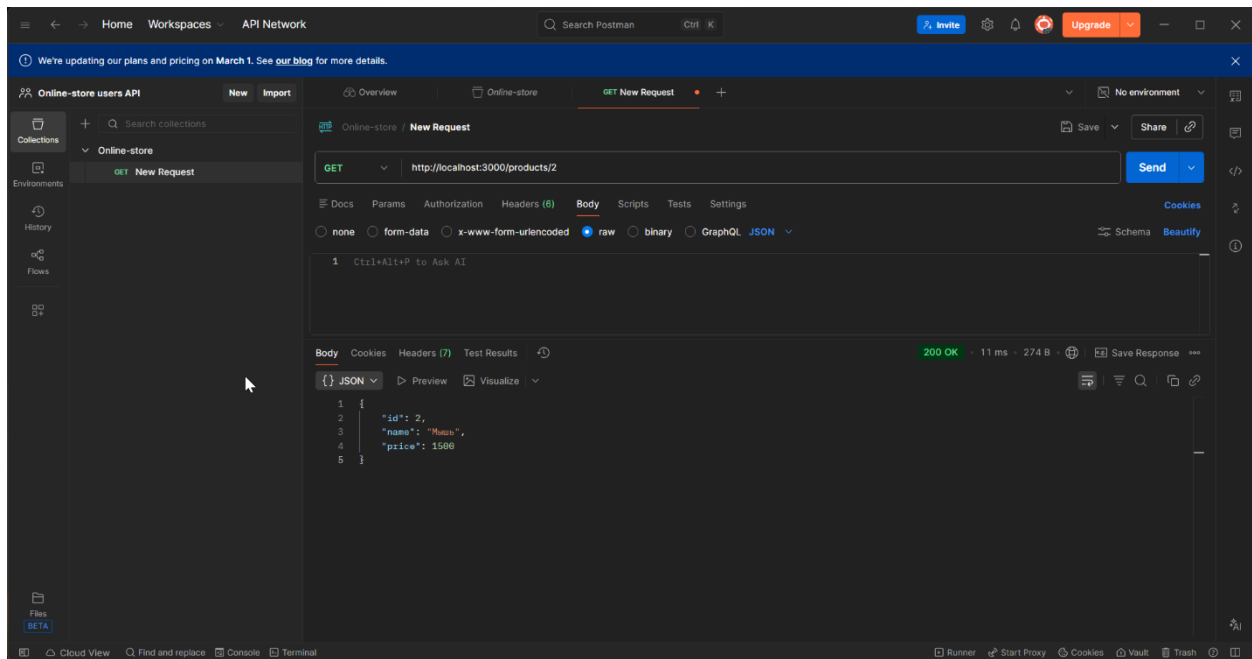 Home Workspaces API Network Search Postman Ctrl K Invite Upgrade
We're updating our plans and pricing on March 1. See our blog for more details.
Online-store users API New Import Overview Online-store GET New Request No environment
Collections Search collections Online-store / New Request Save Share
Online-store
GET New Request GET http://localhost:3000/products/2 Send
Environments
Docs Params Authorization Headers (6) Body Scripts Tests Settings Cookies
History
none form-data x-www-form-urlencoded raw binary GraphQL JSON Schema Beautify
Flows
1 Ctrl+Alt+P to Ask AI
Body Cookies Headers (7) Test Results 200 OK 11 ms 274 B Save Response
{} JSON Preview Visualize
1 {
2 "id": 2,
3 "name": "Мышь",
4 "price": 1500
5 }
Files
BETA
AI
Cloud View Find and replace Console Terminal Runner Start Proxy Cookies Vault Trash